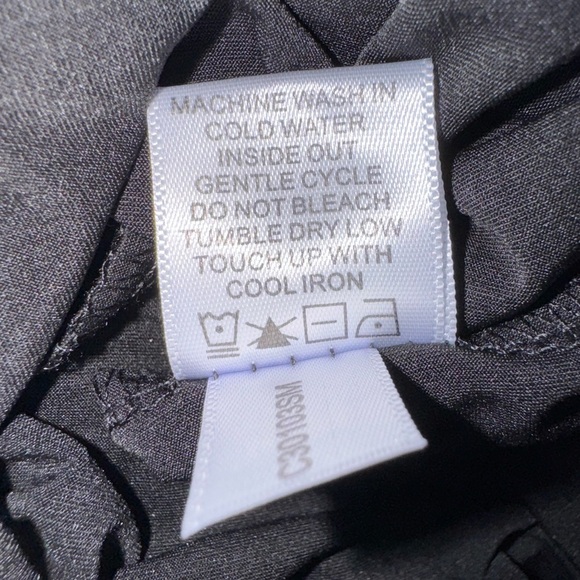 MACHINE WASH IN
COLD WATER
INSIDE OUT
GENTLE CYCLE
DO NOT BLEACH
TUMBLE DRY LOW
TOUCH UP WITH
COOL IRON
C30103SM